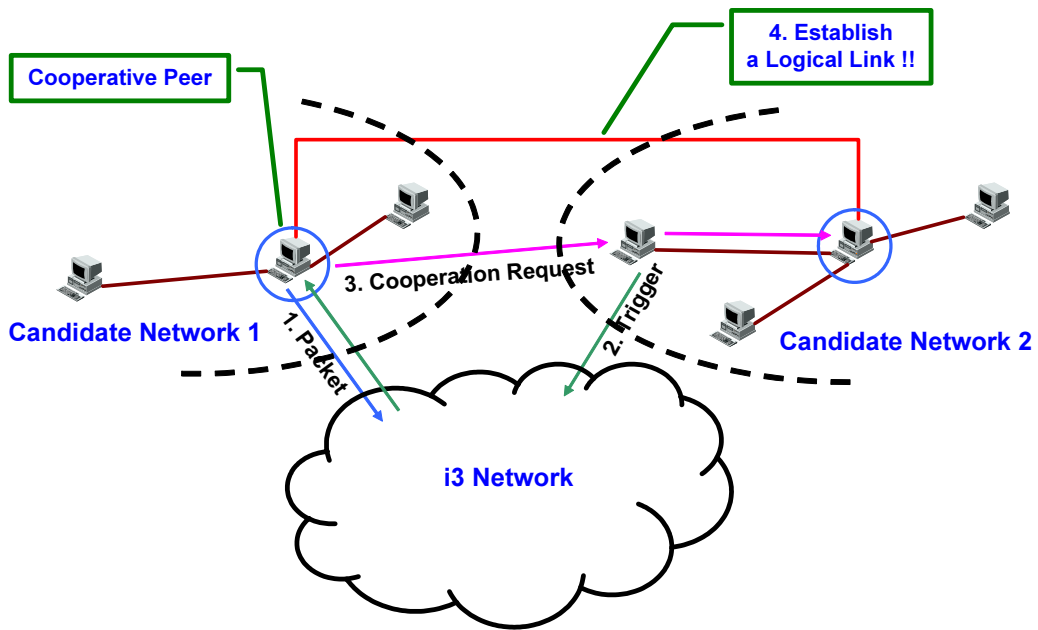 4. Establish
a Logical Link !!
Cooperative Peer
3. Cooperation Request
Candidate Network 1
1. Packet
2. Trigger
Candidate Network 2
i3 Network